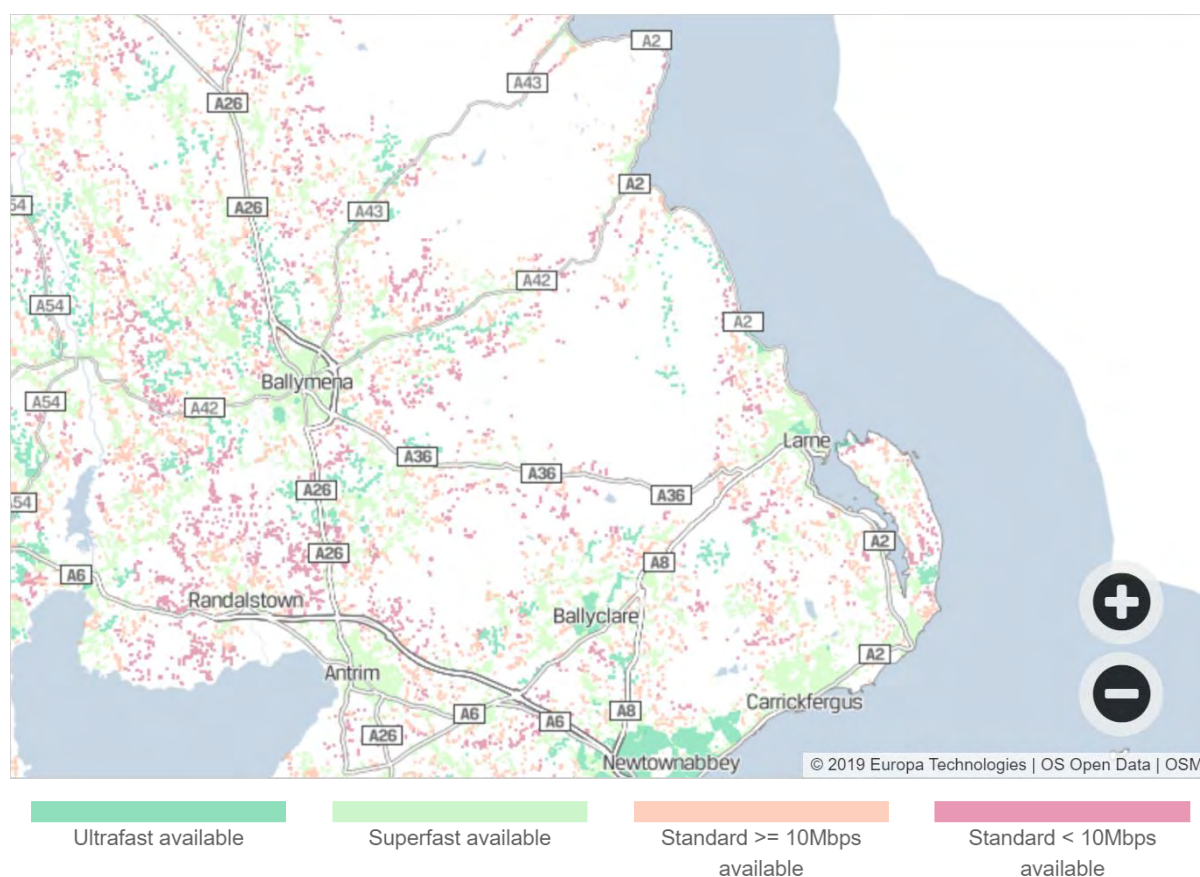 A2
A43
A26
A2
54
A26
A43
A42
A54
A2
Ballymena
A54
A42
Larne
A36
A36
A26
A36
54
A2
A26
A8
A6
Randalstown
Ballyclare
A2
Antrim
Carrickfergus
A6
A8
A6
A26
Newtownabbey
© 2019 Europa Technologies | OS Open Data | OSM
Ultrafast available
Superfast available
Standard >= 10Mbps
available
Standard < 10Mbps
available